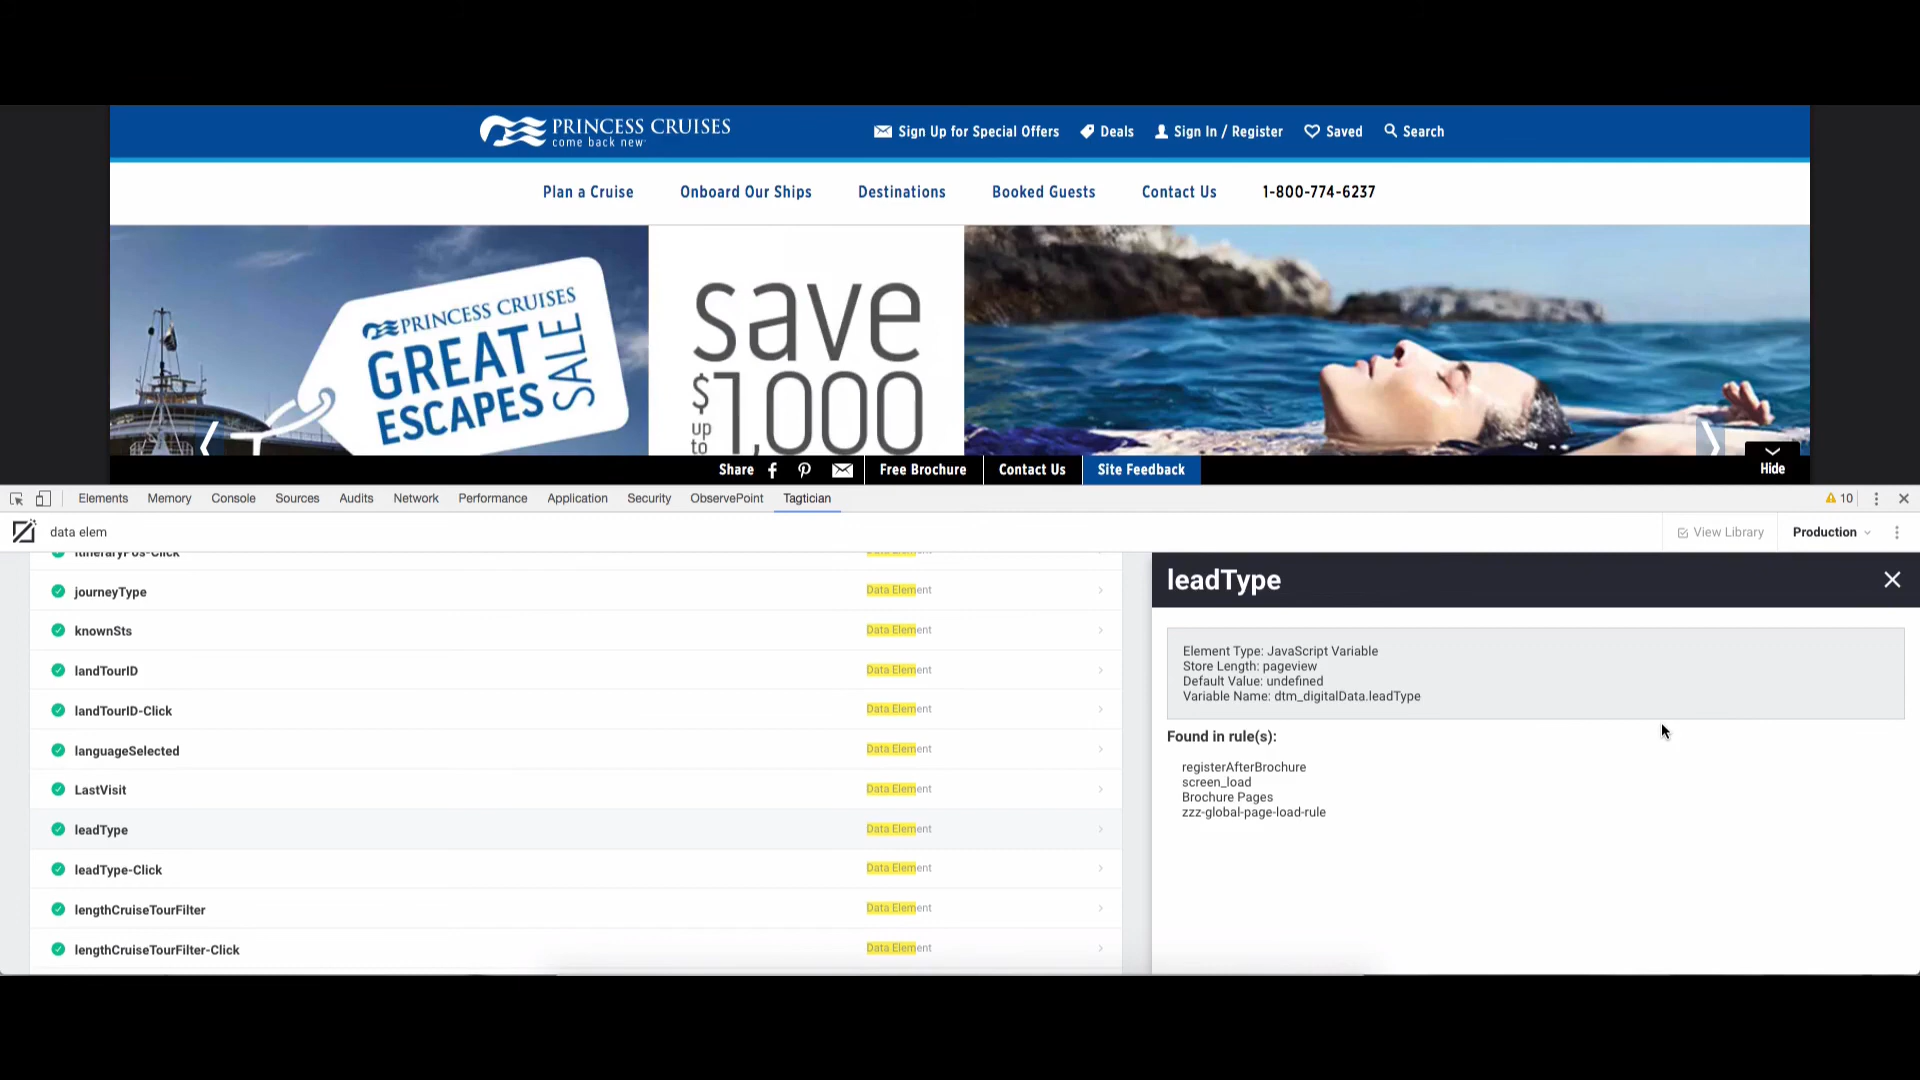 PRINCESS CRUISES
come back new
Sign Up for Special Offers
Deals
Sign In / Register
Saved
Search
Plan a Cruise
Onboard Our Ships
Destinations
Booked Guests
Contact Us
1-800-774-6237
PRINCESS CRUISES
GREAT
ESCAPES
SALE
save
up
to
$1,000
Share
Free Brochure
Contact Us
Site Feedback
Hide
Elements
Memory
Console
Sources
Audits
Network
Performance
Application
Security
ObservePoint
Tagtician
10
data elem
View Library
Production
itineraryPos-Click
Data Element
journeyType
Data Element
knownSts
Data Element
landTourID
Data Element
landTourID-Click
Data Element
languageSelected
Data Element
LastVisit
Data Element
leadType
Data Element
leadType-Click
Data Element
lengthCruiseTourFilter
Data Element
lengthCruiseTourFilter-Click
Data Element
leadType
Element Type: JavaScript Variable
Store Length: pageview
Default Value: undefined
Variable Name: dtm_digitalData.leadType
Found in rule(s):
registerAfterBrochure
screen_load
Brochure Pages
zzz-global-page-load-rule